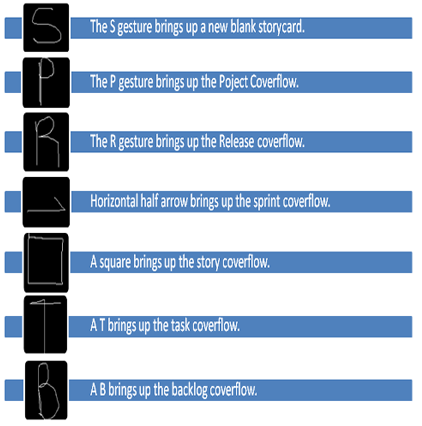 S The S gesture brings up a new blank storycard.
P The P gesture brings up the Poject Coverflow.
R The R gesture brings up the Release coverflow.
Horizontal half arrow brings up the sprint coverflow.
A square brings up the story coverflow.
T A T brings up the task coverflow.
B A B brings up the backlog coverflow.